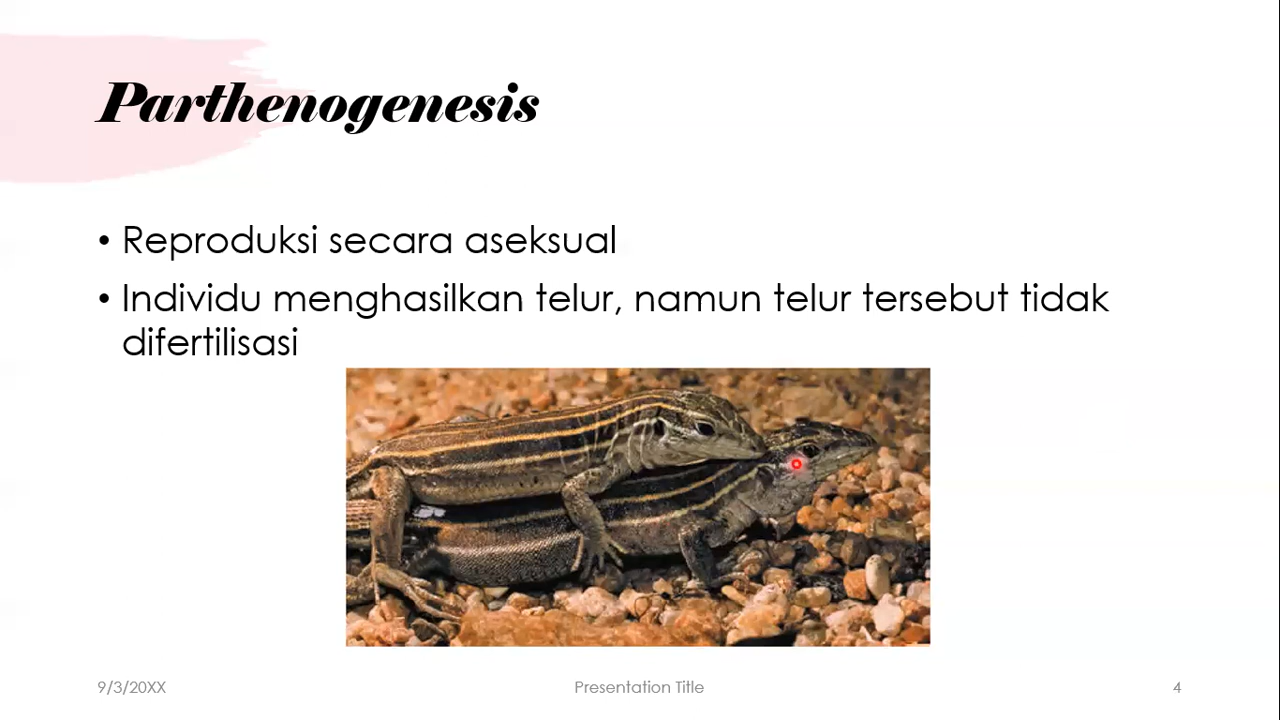 Parthenogenesis
• Reproduksi secara aseksual
• Individu menghasilkan telur, namun telur tersebut tidak
difertilisasi
9/3/20XX
Presentation Title
4